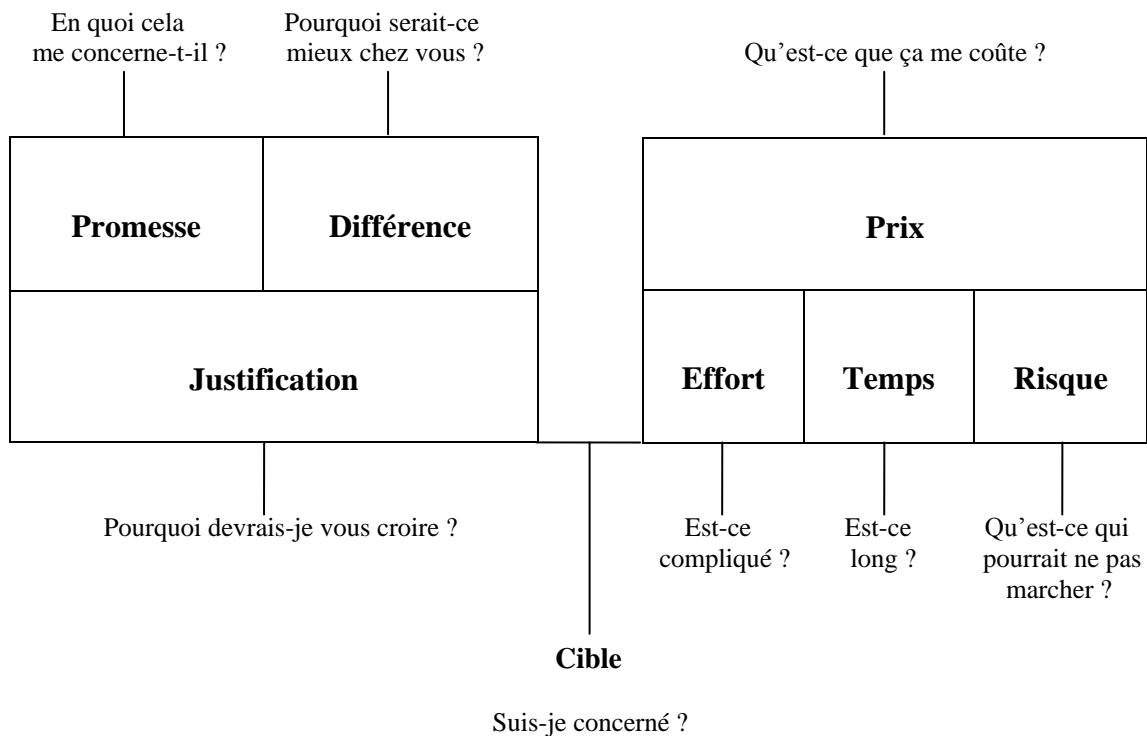 En quoi cela
me concerne-t-il ?
Pourquoi serait-ce
mieux chez vous ?
Qu’est-ce que ça me coûte ?
Promesse
Différence
Prix
Justification
Effort
Temps
Risque
Pourquoi devrais-je vous croire ?
Est-ce
compliqué ?
Est-ce
long ?
Qu’est-ce qui
pourrait ne pas
marcher ?
Cible
Suis-je concerné ?